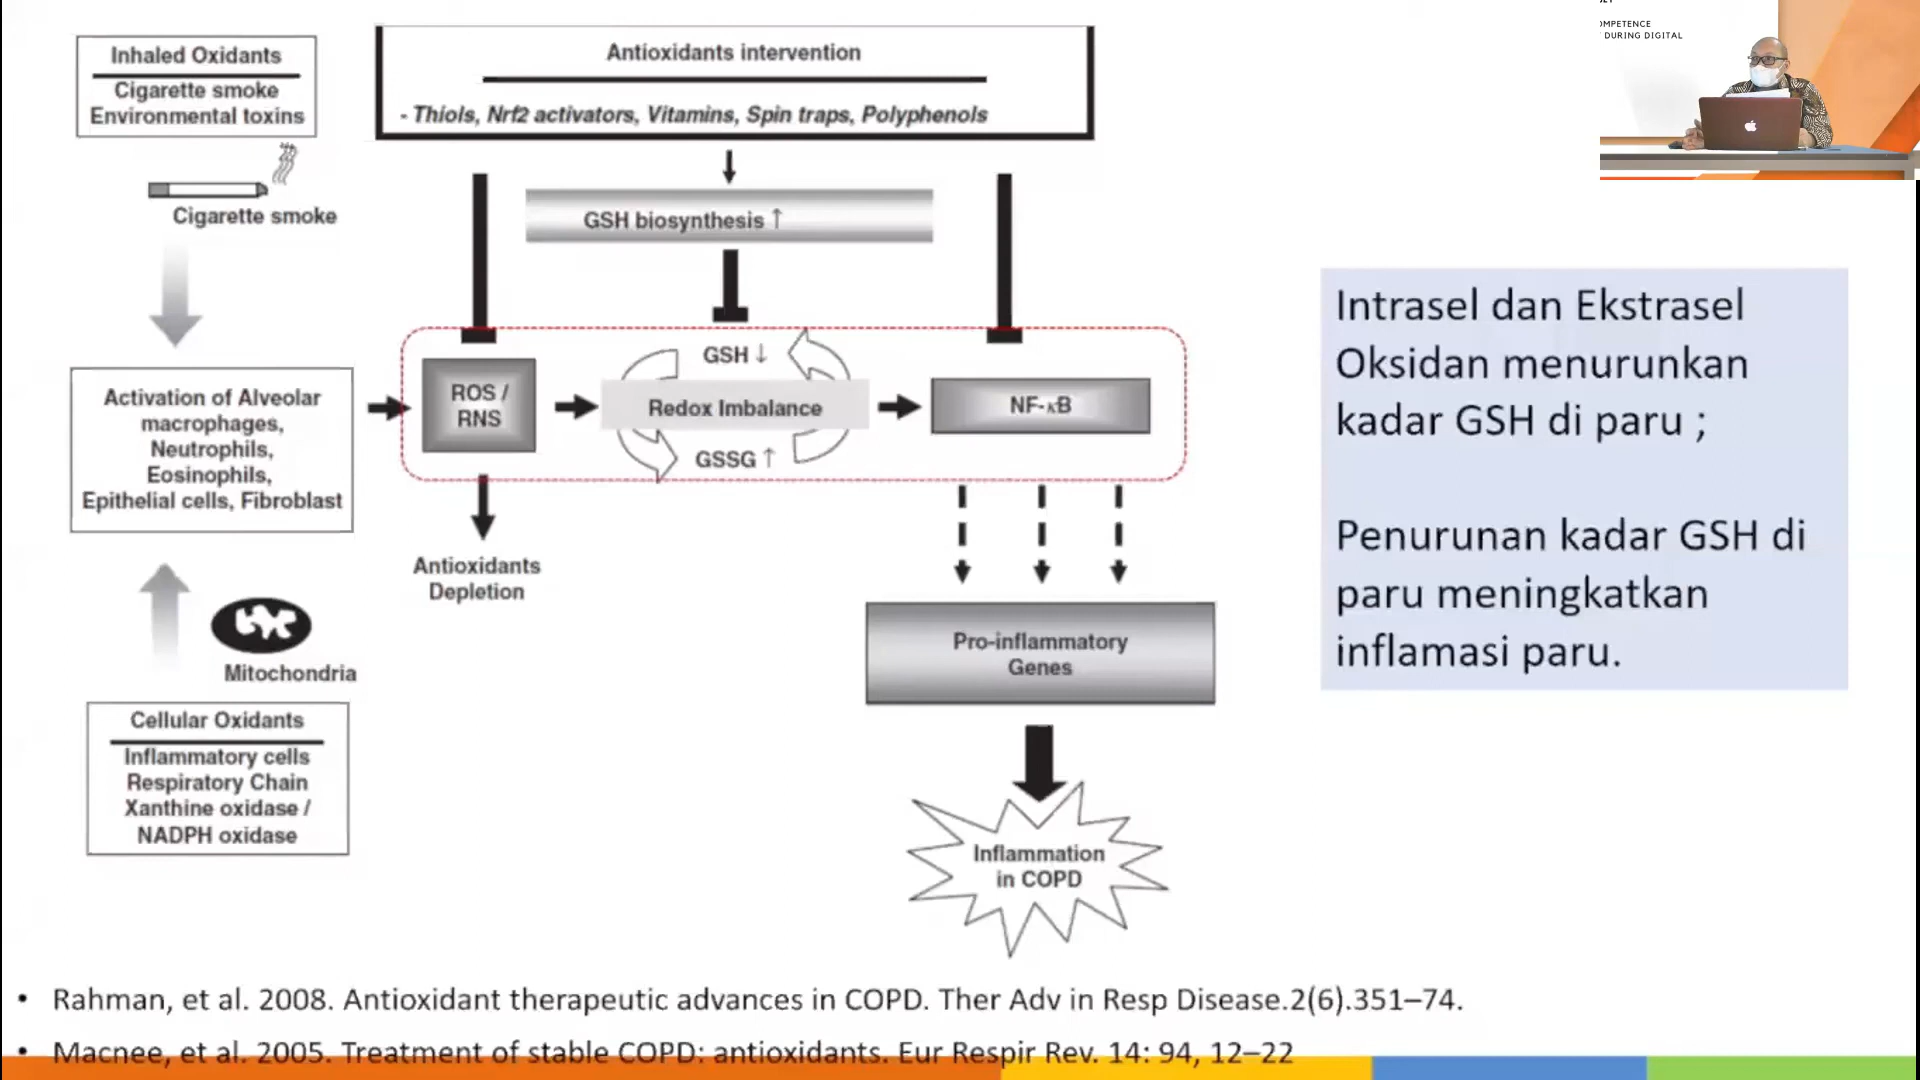 Inhaled Oxidants
Cigarette smoke
Environmental toxins
Cigarette smoke
Antioxidants intervention
- Thiols, Nrf2 activators, Vitamins, Spin traps, Polyphenols
GSH biosynthesis ↑
Activation of Alveolar
macrophages,
Neutrophils,
Eosinophils,
Epithelial cells, Fibroblast
ROS /
RNS
GSH ↓
Redox Imbalance
GSSG ↑
NF-κB
Antioxidants
Depletion
Mitochondria
Cellular Oxidants
Inflammatory cells
Respiratory Chain
Xanthine oxidase /
NADPH oxidase
Pro-inflammatory
Genes
Inflammation
in COPD
OMPETENCE
DURING DIGITAL
Intrasel dan Ekstrasel
Oksidan menurunkan
kadar GSH di paru ;
Penurunan kadar GSH di
paru meningkatkan
inflamasi paru.
• Rahman, et al. 2008. Antioxidant therapeutic advances in COPD. Ther Adv in Resp Disease.2(6).351–74.
• Macnee, et al. 2005. Treatment of stable COPD: antioxidants. Eur Respir Rev. 14: 94, 12–22